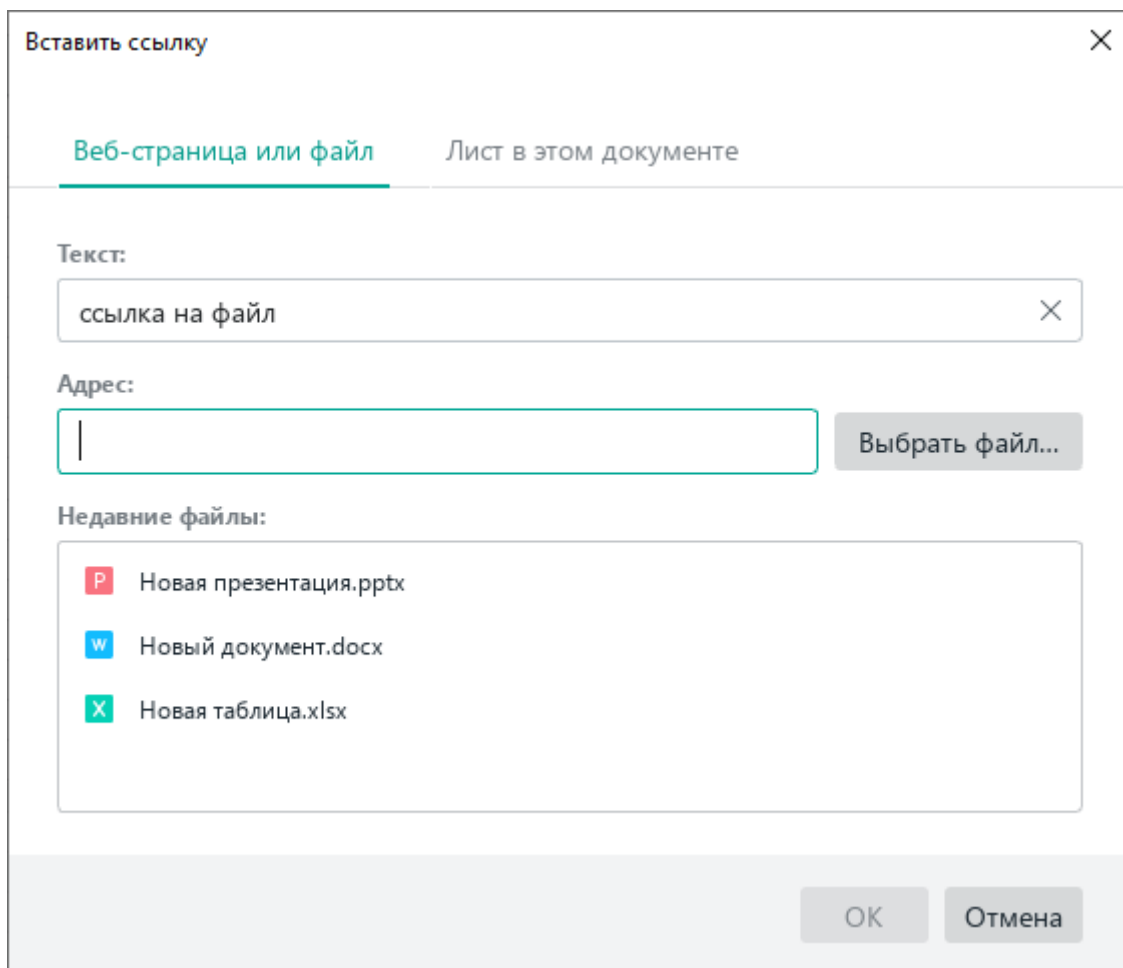 Вставить ссылку
Веб-страница или файл Лист в этом документе
Текст:
ссылка на файл
Адрес:
Выбрать файл...
Недавние файлы:
P Новая презентация.pptx
W Новый документ.docx
X Новая таблица.xlsx
ОК Отмена